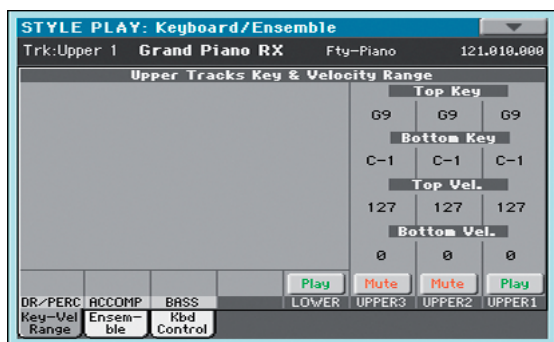 STYLE PLAY: Keyboard/Ensemble
Trk:Upper 1 Grand Piano RX Fty-Piano 121.010.000
Upper Tracks Key & Velocity Range
Top Key
G9 G9 G9
Bottom Key
C-1 C-1 C-1
Top Vel.
127 127 127
Bottom Vel.
0 0 0
Play Mute Mute Play
DR/PERC ACCOMP BASS LOWER UPPER3 UPPER2 UPPER1
Key-Vel Ensem- Kbd
Range ble Control